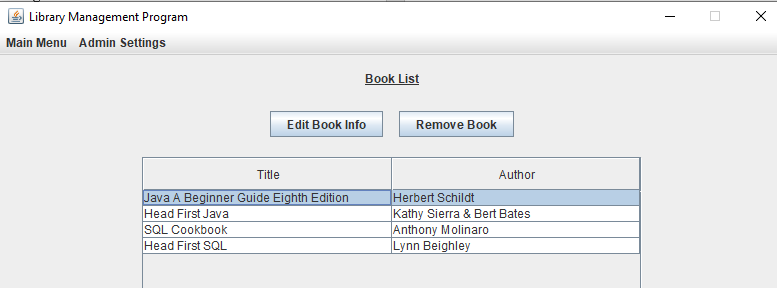 Library Management Program
Main Menu Admin Settings
Book List
Edit Book Info Remove Book
Title Author
Java A Beginner Guide Eighth Edition Herbert Schildt
Head First Java Kathy Sierra & Bert Bates
SQL Cookbook Anthony Molinaro
Head First SQL Lynn Beighley